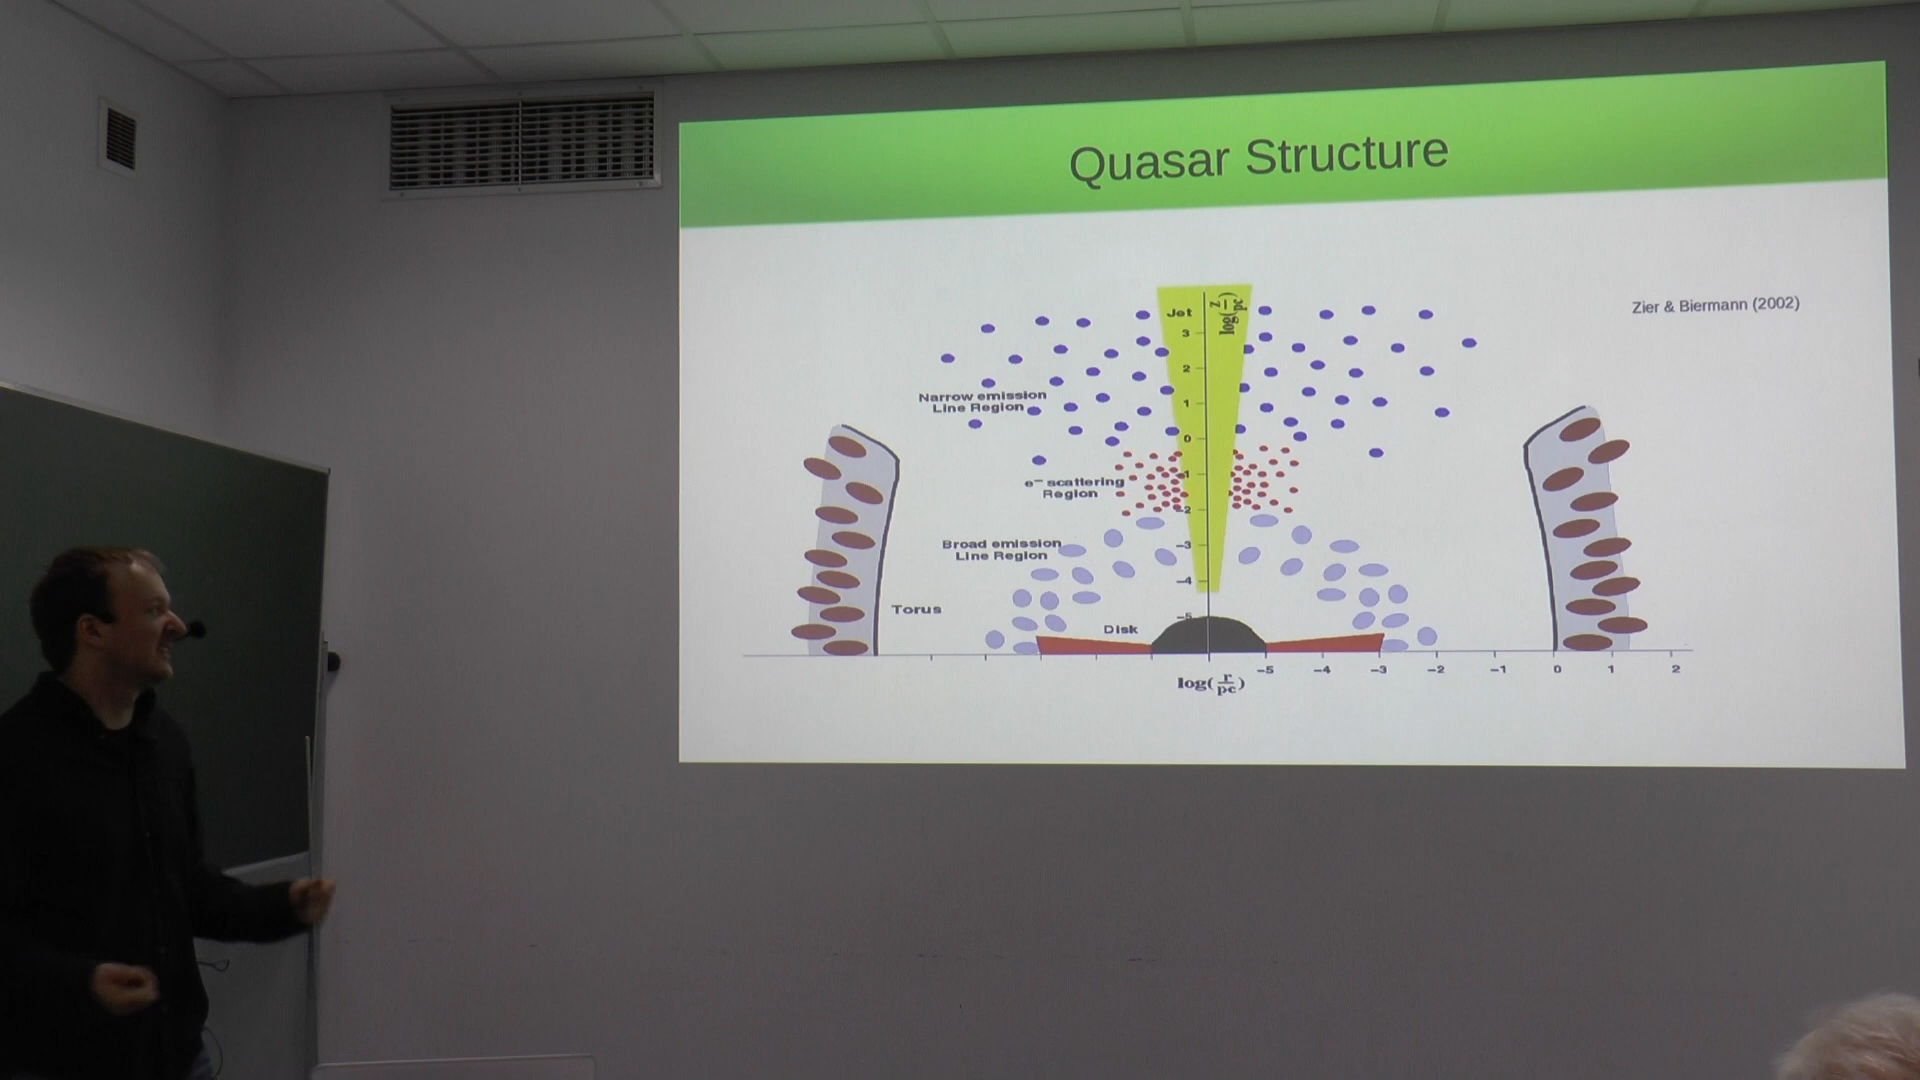 Quasar Structure
Zier & Biermann (2002)
Jet
log(z/pc)
3
2
1
0
-1
-2
-3
-4
-5
Narrow emission
Line Region
e⁻ scattering
Region
Broad emission
Line Region
Torus
Disk
-5 -4 -3 -2 -1 0 1 2
log(r/pc)